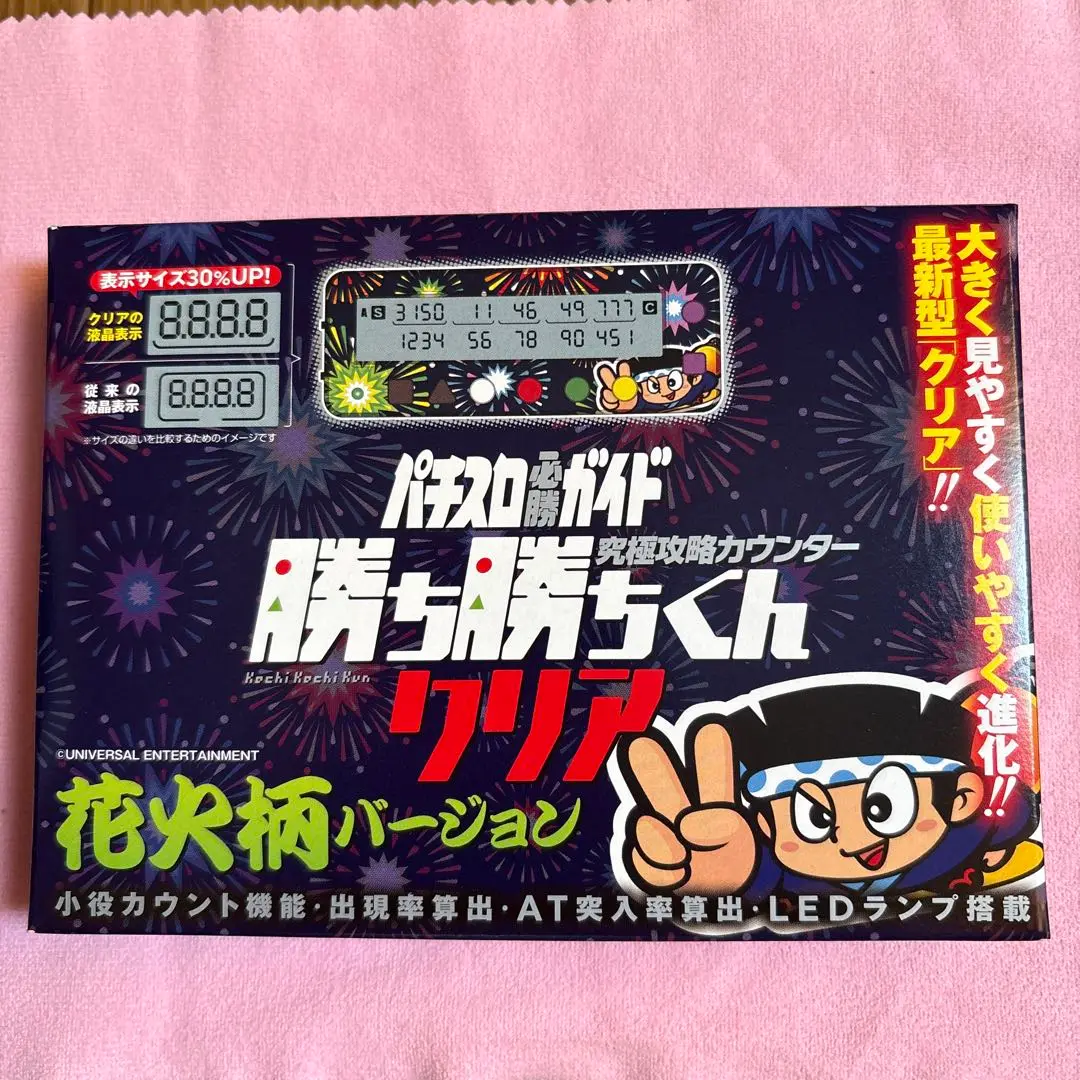 表示サイズ30%UP!
クリアの
液晶表示
8.8.8.8
従来の
液晶表示
8.8.8.8
※サイズの違いを比較するためのイメージです
A S 3150 11 46 49 777 C
1234 56 78 90 451
大きく見やすく使いやすく進化!!
最新型「クリア」!!
パチスロ必勝ガイド
究極攻略カウンター
勝ち勝ちくん
KachiKachiKun
クリア
©UNIVERSAL ENTERTAINMENT
花火柄バージョン
小役カウント機能・出現率算出・AT突入率算出・LEDランプ搭載